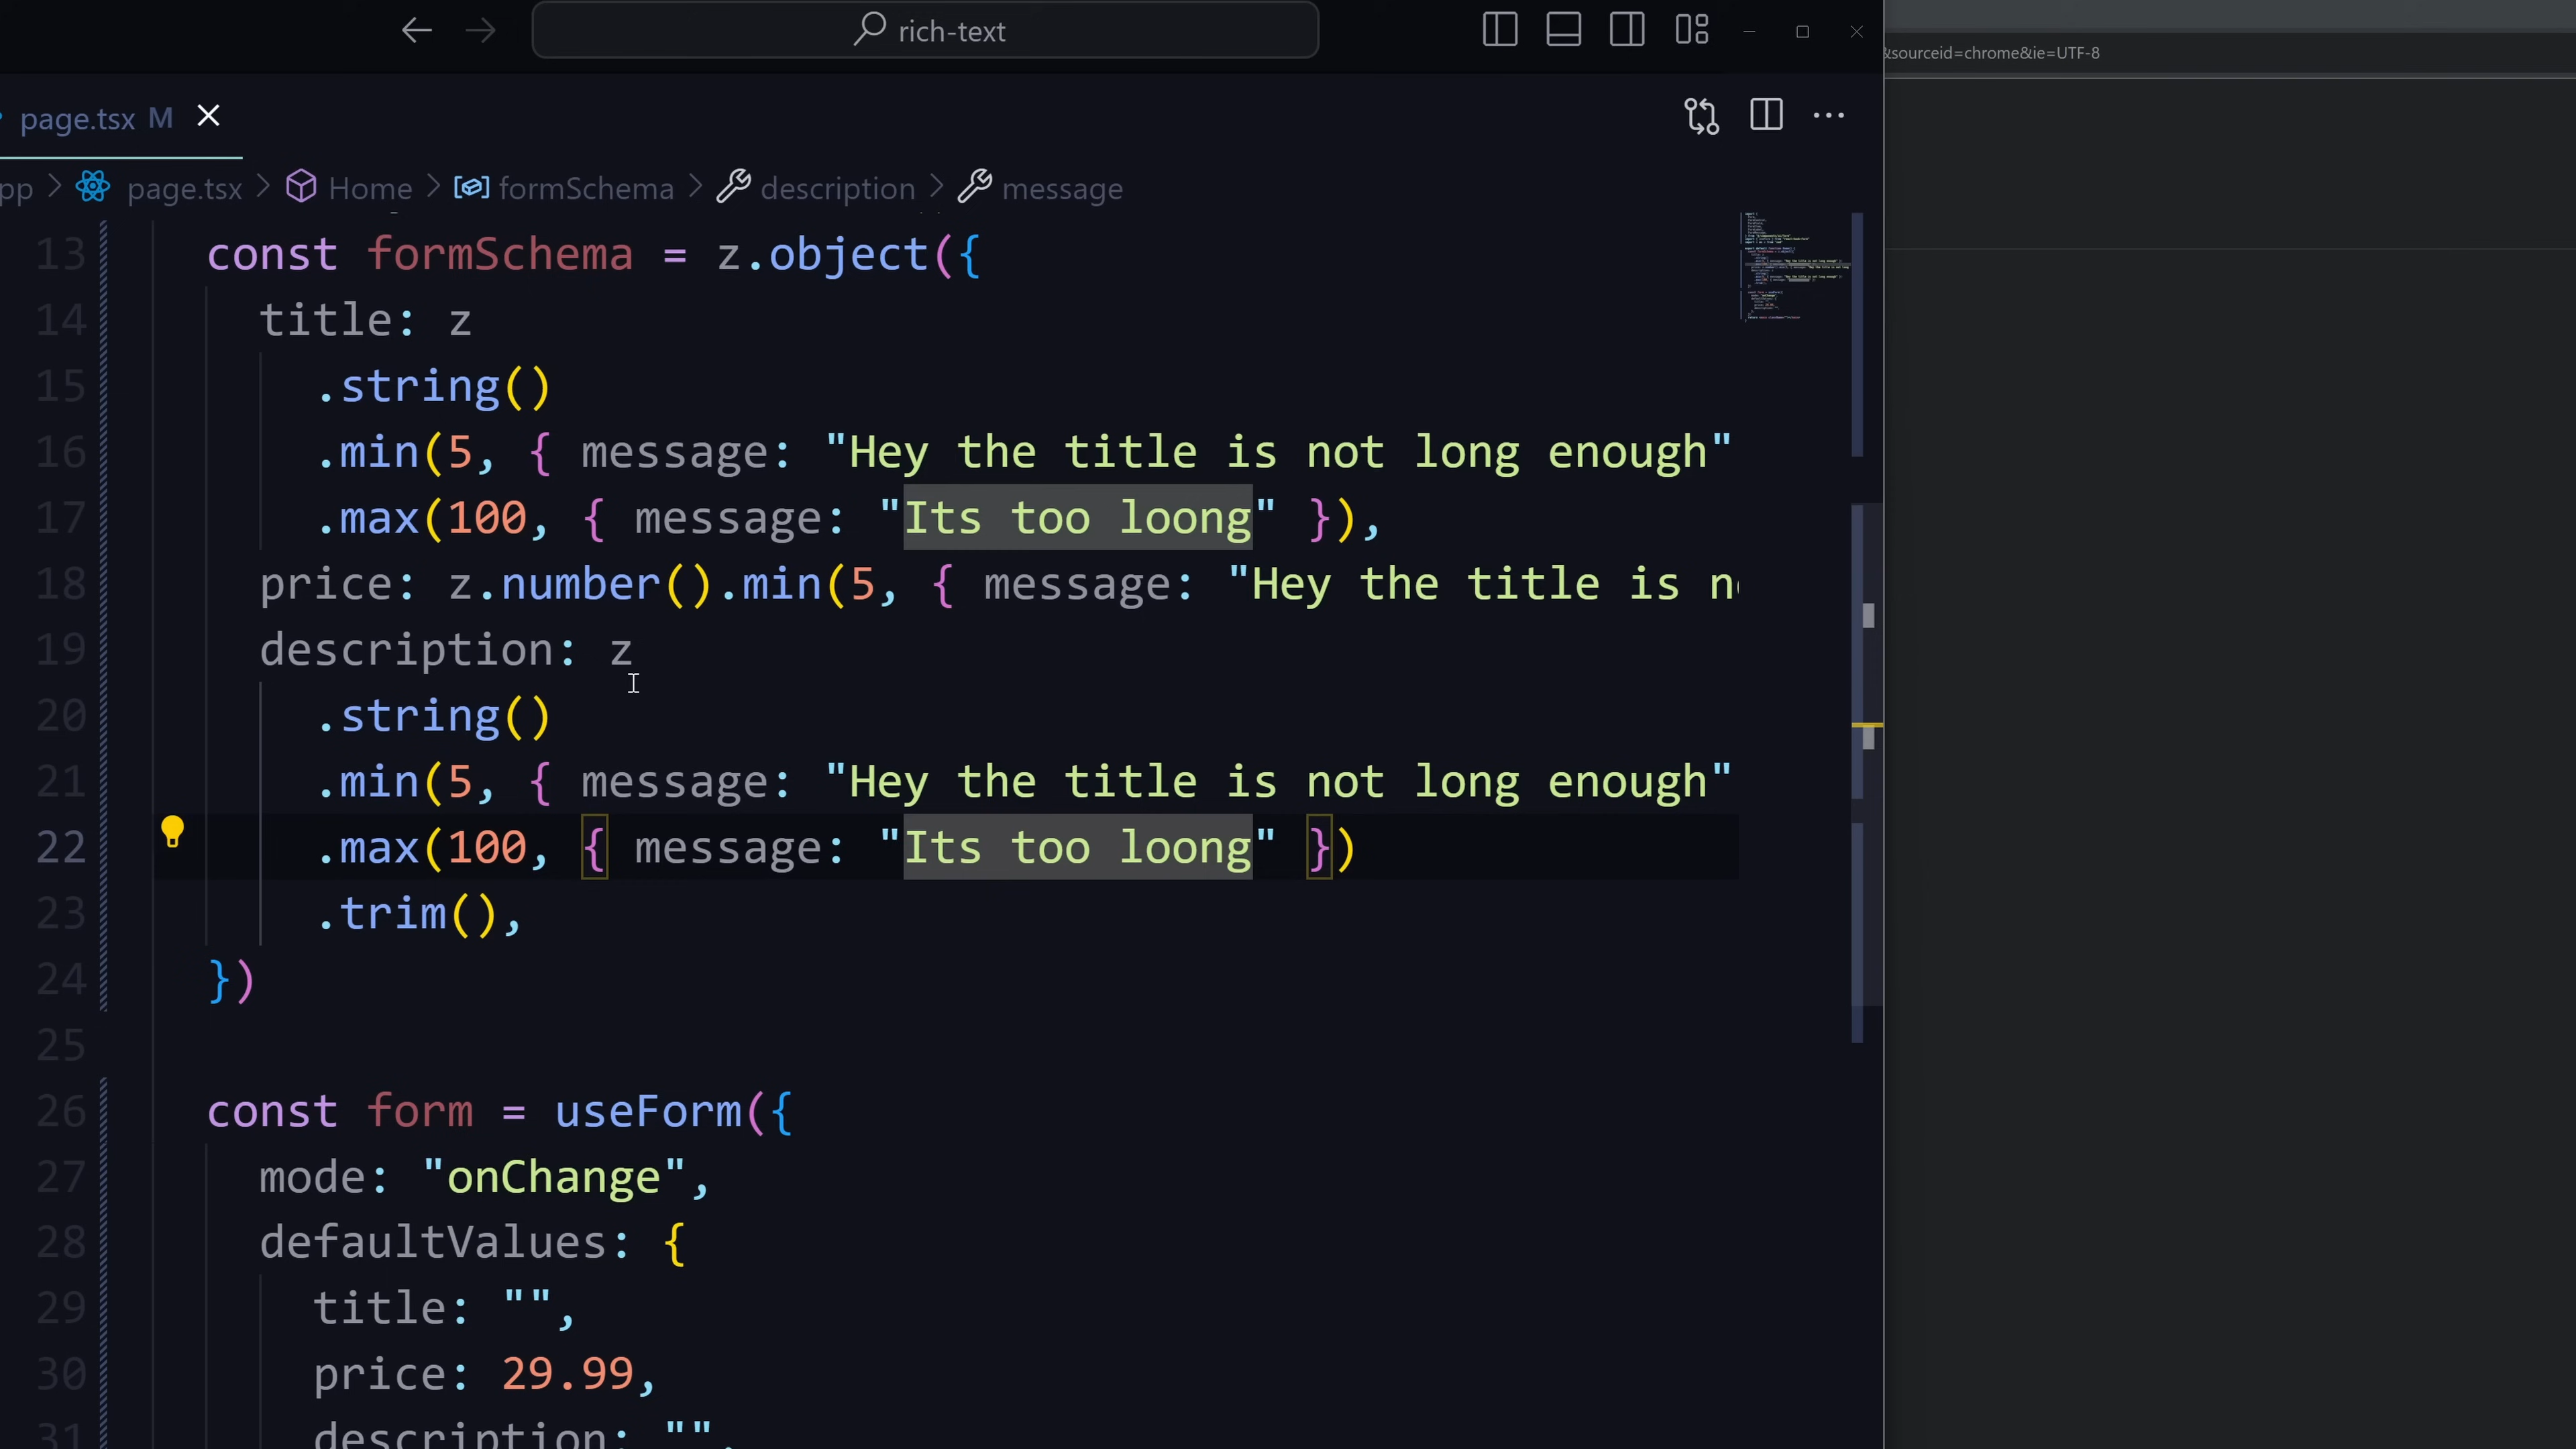 rich-text
&sourceid=chrome&ie=UTF-8
page.tsx M
pp > page.tsx > Home > formSchema > description > message
13 const formSchema = z.object({
14 title: z
15 .string()
16 .min(5, { message: "Hey the title is not long enough"
17 .max(100, { message: "Its too loong" }),
18 price: z.number().min(5, { message: "Hey the title is n
19 description: z
20 .string()
21 .min(5, { message: "Hey the title is not long enough"
22 .max(100, { message: "Its too loong" })
23 .trim(),
24 })
25
26 const form = useForm({
27 mode: "onChange",
28 defaultValues: {
29 title: "",
30 price: 29.99,
31 description: "",